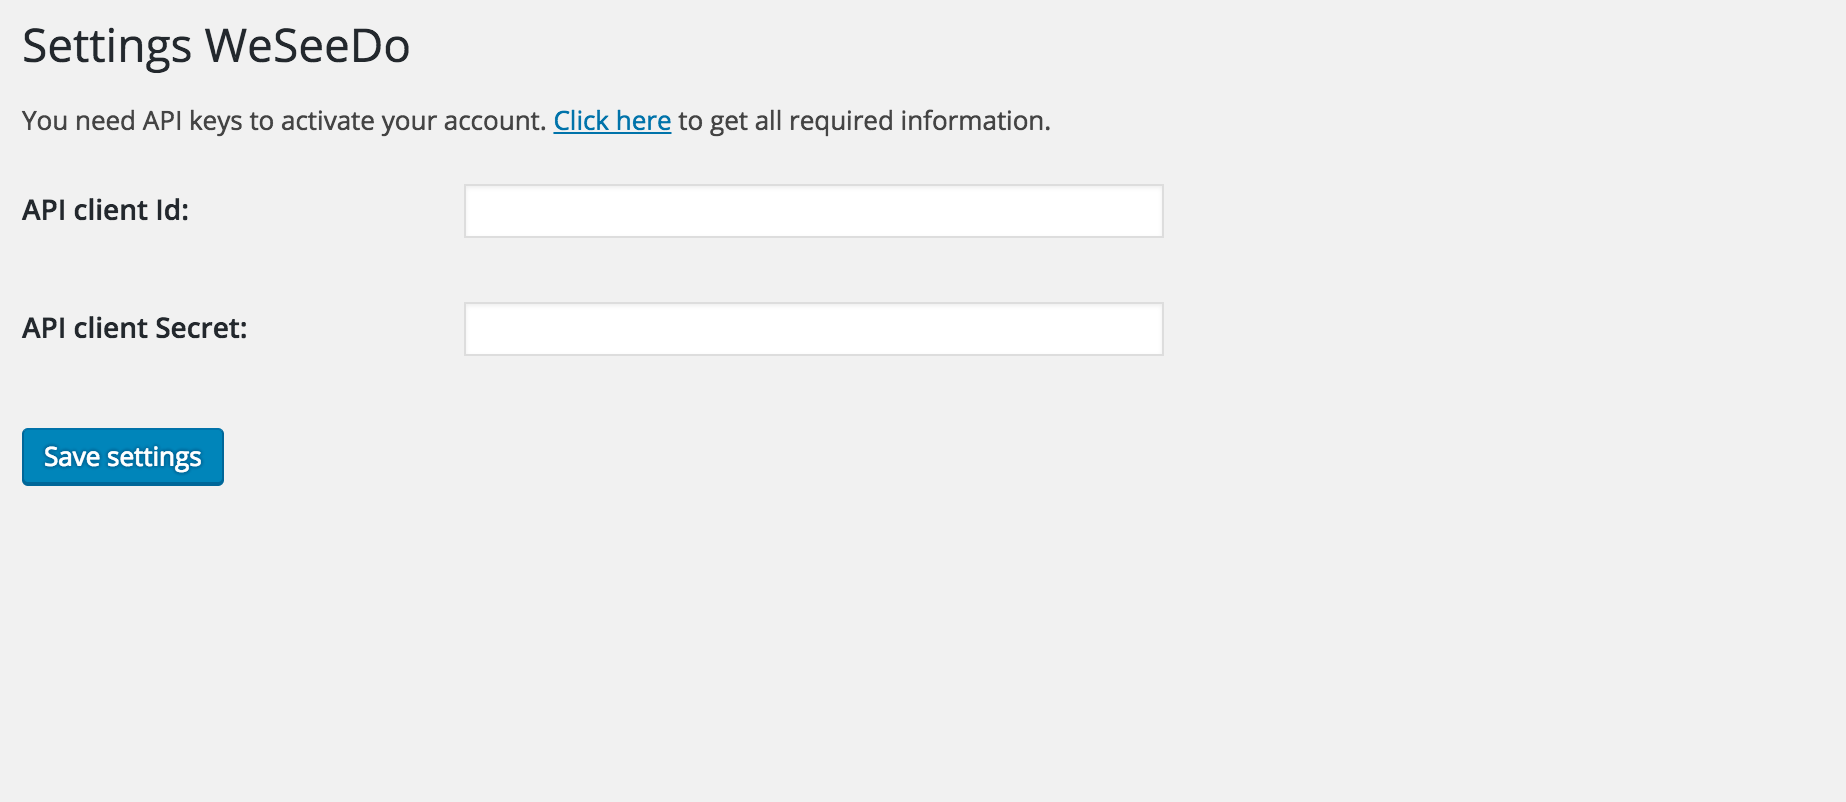 Settings WeSeeDo
You need API keys to activate your account. Click here to get all required information.
API client Id:
API client Secret:
Save settings